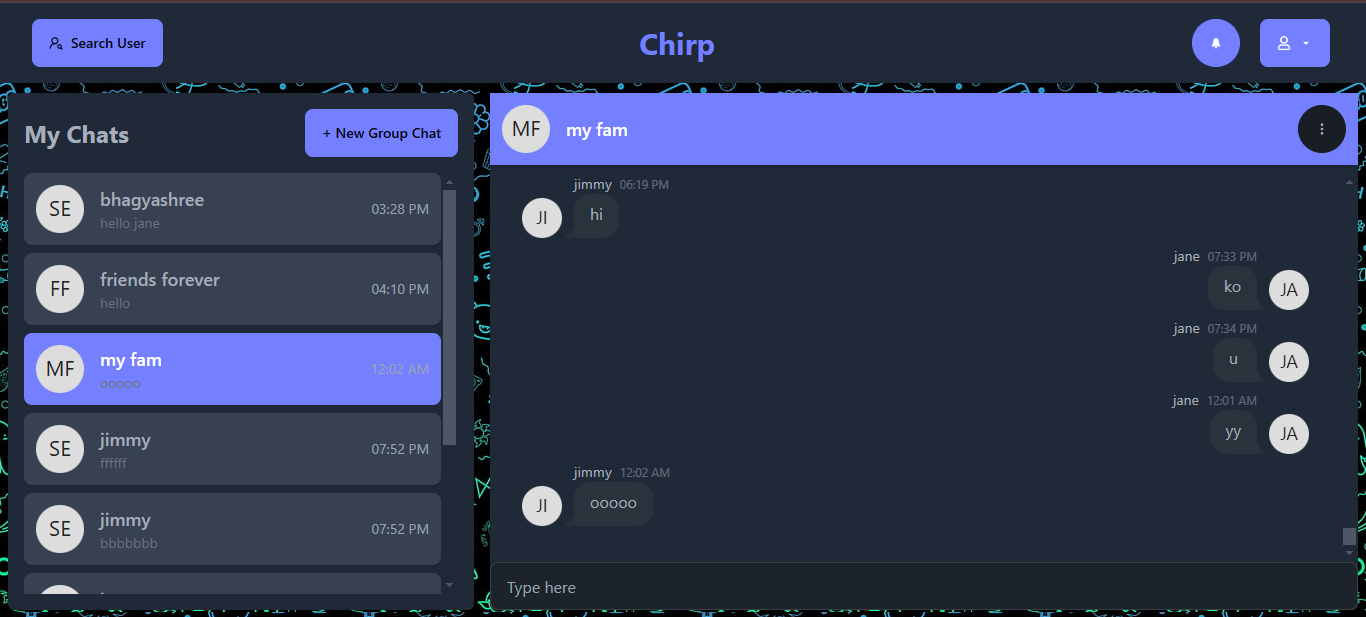 Search User
Chirp
My Chats
+ New Group Chat
SE
bhagyashree
03:28 PM
hello jane
FF
friends forever
04:10 PM
hello
MF
my fam
12:02 AM
ooooo
SE
jimmy
07:52 PM
ffffff
SE
jimmy
07:52 PM
bbbbbbb
MF
my fam
jimmy 06:19 PM
JI
hi
jane 07:33 PM
ko
JA
jane 07:34 PM
u
JA
jane 12:01 AM
yy
JA
jimmy 12:02 AM
JI
ooooo
Type here